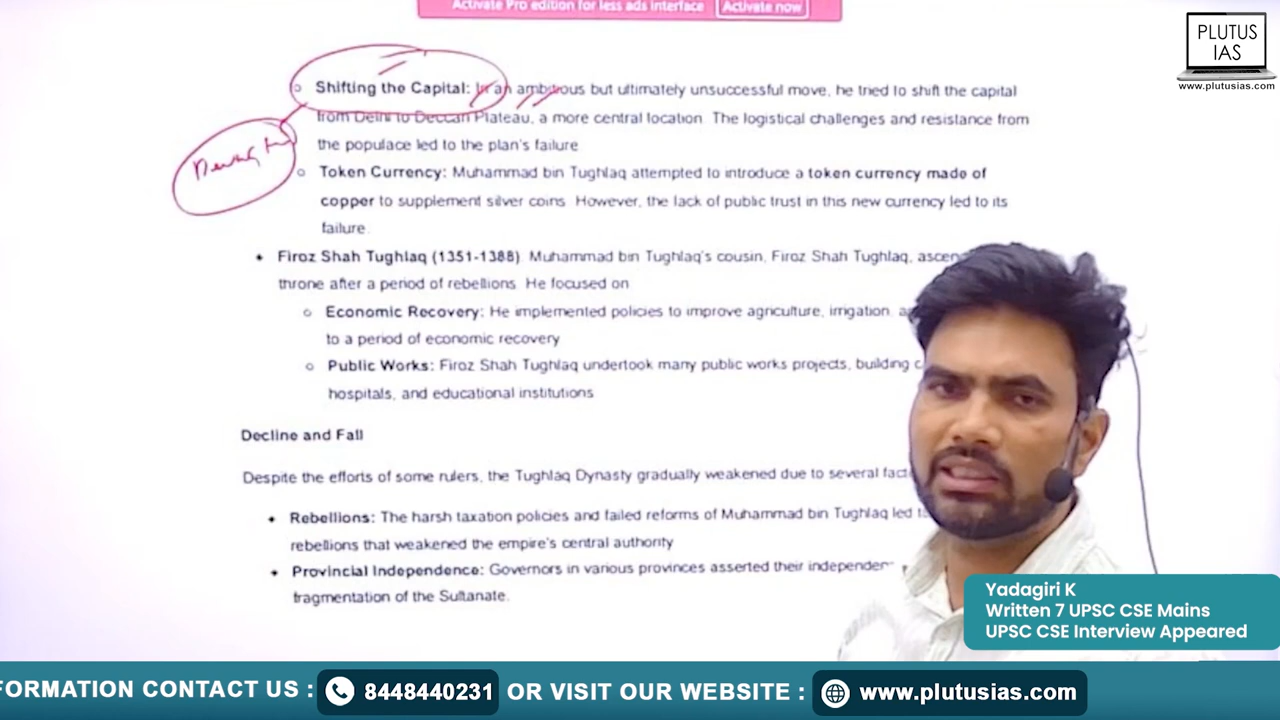 Activate Pro edition for less ads interface Activate now
PLUTUS
IAS
www.plutusias.com
Shifting the Capital: In an ambitious but ultimately unsuccessful move, he tried to shift the capital
from Delhi to Deccan Plateau, a more central location. The logistical challenges and resistance from
the populace led to the plan's failure
Token Currency: Muhammad bin Tughlaq attempted to introduce a token currency made of
copper to supplement silver coins. However, the lack of public trust in this new currency led to its
failure.
Firoz Shah Tughlaq (1351-1388). Muhammad bin Tughlaq's cousin, Firoz Shah Tughlaq,
throne after a period of rebellions. He focused on
Economic Recovery: He implemented policies to improve agriculture, irrigation,
to a period of economic recovery
Public Works: Firoz Shah Tughlaq undertook many public works projects, building
hospitals, and educational institutions
Decline and Fall
Despite the efforts of some rulers, the Tughlaq Dynasty gradually weakened due to several
Rebellions: The harsh taxation policies and failed reforms of Muhammad bin Tughlaq led
rebellions that weakened the empire's central authority
Provincial Independence: Governors in various provinces asserted their
fragmentation of the Sultanate.
Yadagiri K
Written 7 UPSC CSE Mains
UPSC CSE Interview Appeared
FORMATION CONTACT US : 8448440231 OR VISIT OUR WEBSITE : www.plutusias.com